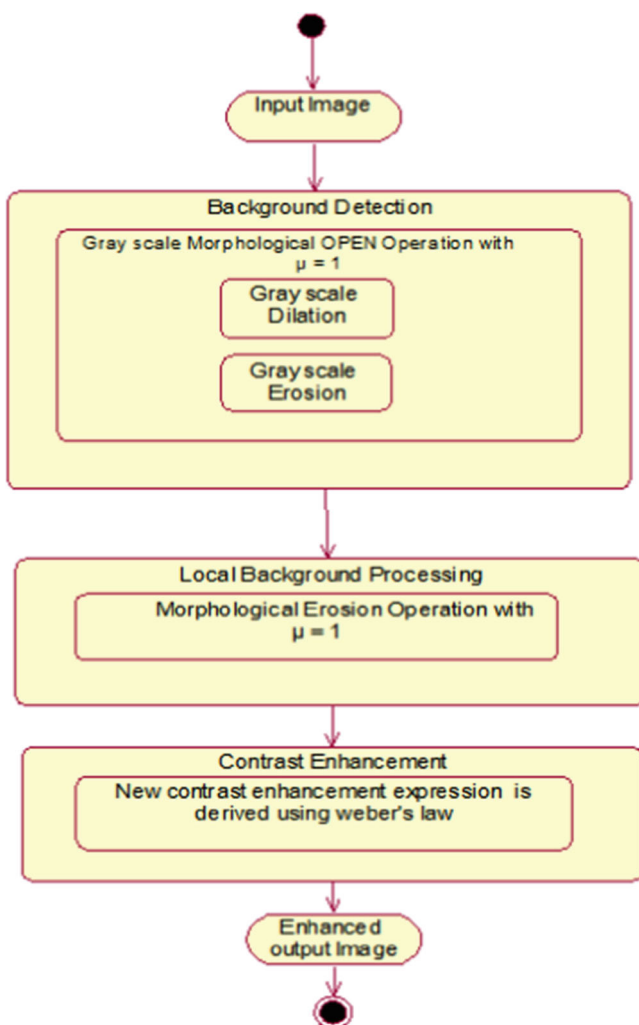 Input Image
Background Detection
Gray scale Morphological OPEN Operation with
µ = 1
Gray scale
Dilation
Gray scale
Erosion
Local Background Processing
Morphological Erosion Operation with
µ = 1
Contrast Enhancement
New contrast enhancement expression is
derived using weber's law
Enhanced
output Image